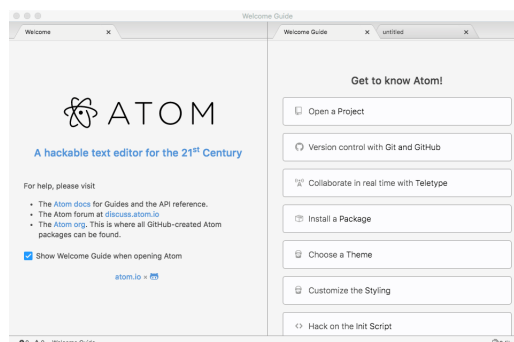 Welcome Guide
Welcome
Welcome Guide
untitled
ATOM
A hackable text editor for the 21st Century
For help, please visit
• The Atom docs for Guides and the API reference.
• The Atom forum at discuss.atom.io
• The Atom org. This is where all GitHub-created Atom
packages can be found.
Show Welcome Guide when opening Atom
atom.io ×
Get to know Atom!
Open a Project
Version control with Git and GitHub
Collaborate in real time with Teletype
Install a Package
Choose a Theme
Customize the Styling
Hack on the Init Script
Welcome Guide